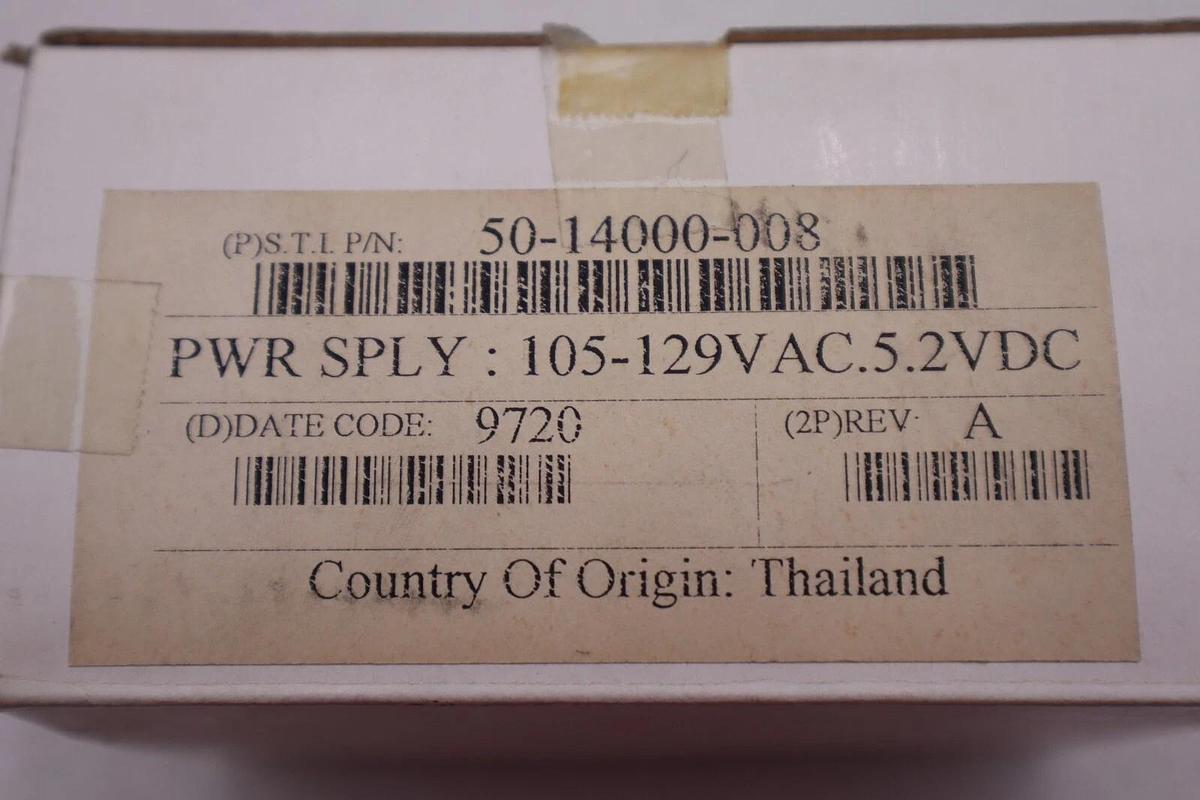 (P)S.T.I. P/N: 50-14000-008
PWR SPLY : 105-129VAC.5.2VDC
(D)DATE CODE: 9720
(2P)REV: A
Country Of Origin: Thailand